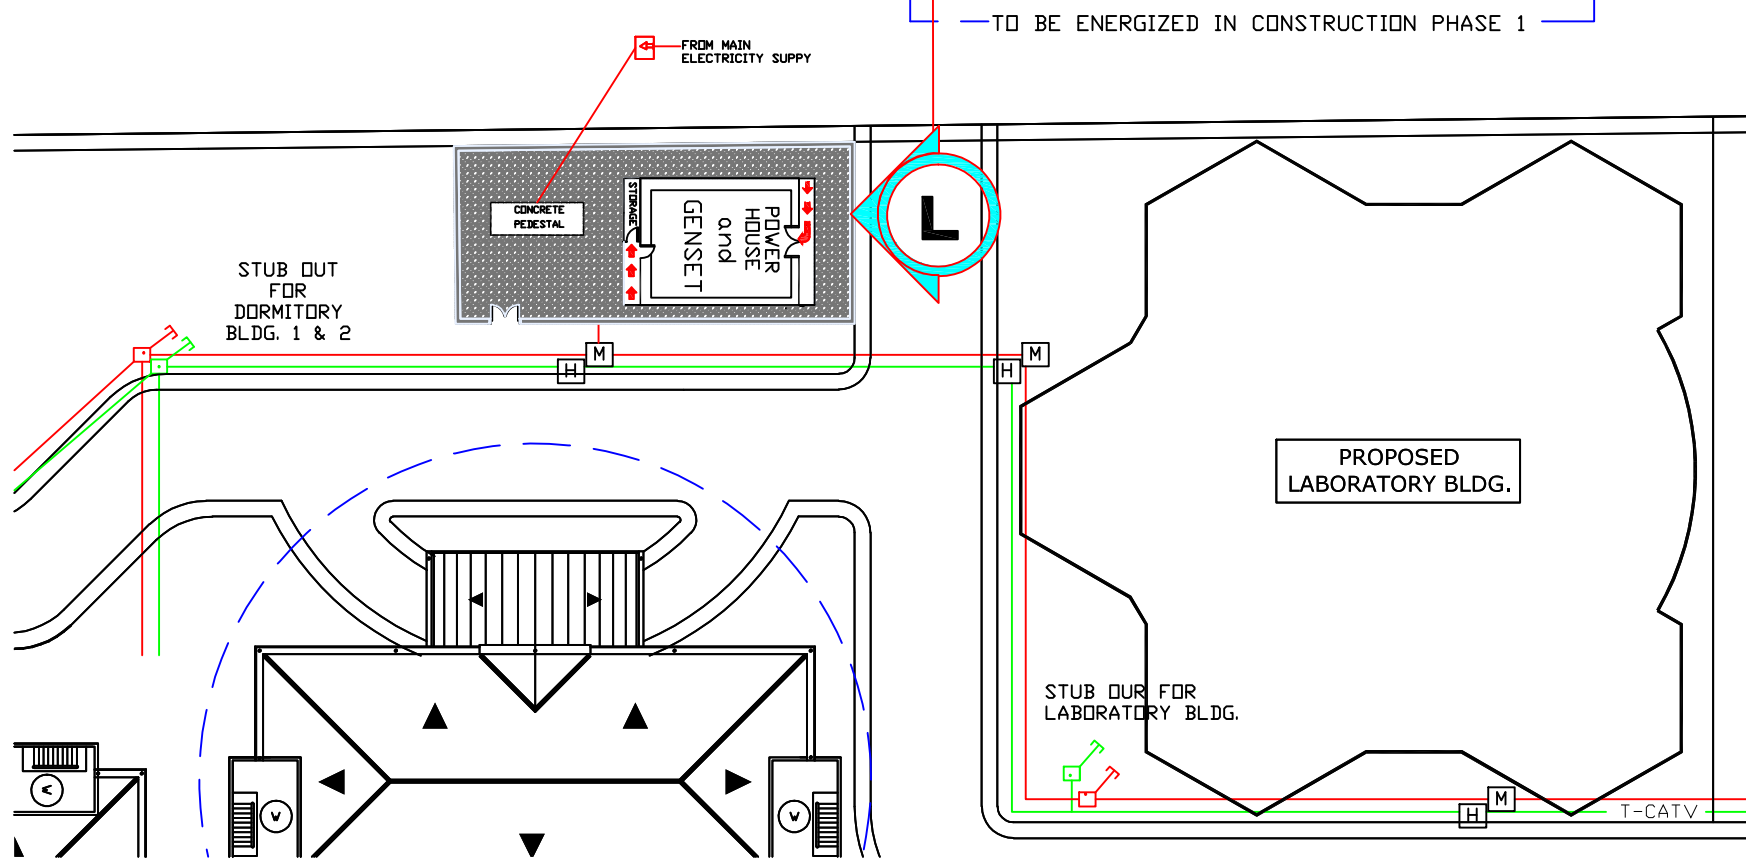 TO BE ENERGIZED IN CONSTRUCTION PHASE 1
FROM MAIN
ELECTRICITY SUPPY
CONCRETE
PEDESTAL
STORAGE
POWER
HOUSE
and
GENSET
L
STUB OUT
FOR
DORMITORY
BLDG. 1 & 2
M
H
M
H
PROPOSED
LABORATORY BLDG.
STUB OUR FOR
LABORATORY BLDG.
M
H
T-CATV